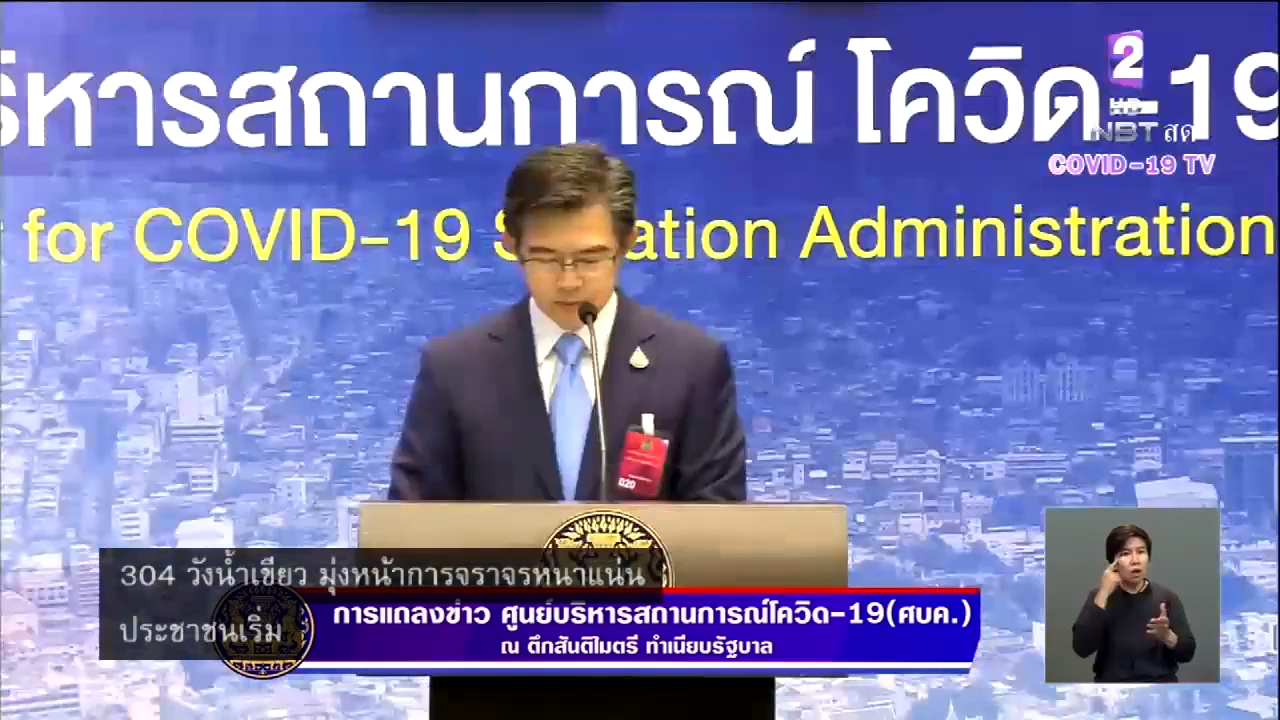 ริหารสถานการณ์ โควิด-19
for COVID-19 Situation Administration
2
HD
NBT สด
COVID-19 TV
020
304 วังน้ำเขียว มุ่งหน้าการจราจรหนาแน่น
ประชาชนเริ่ม
การแถลงข่าว ศูนย์บริหารสถานการณ์โควิด-19(ศบค.)
ณ ตึกสันติไมตรี ทำเนียบรัฐบาล